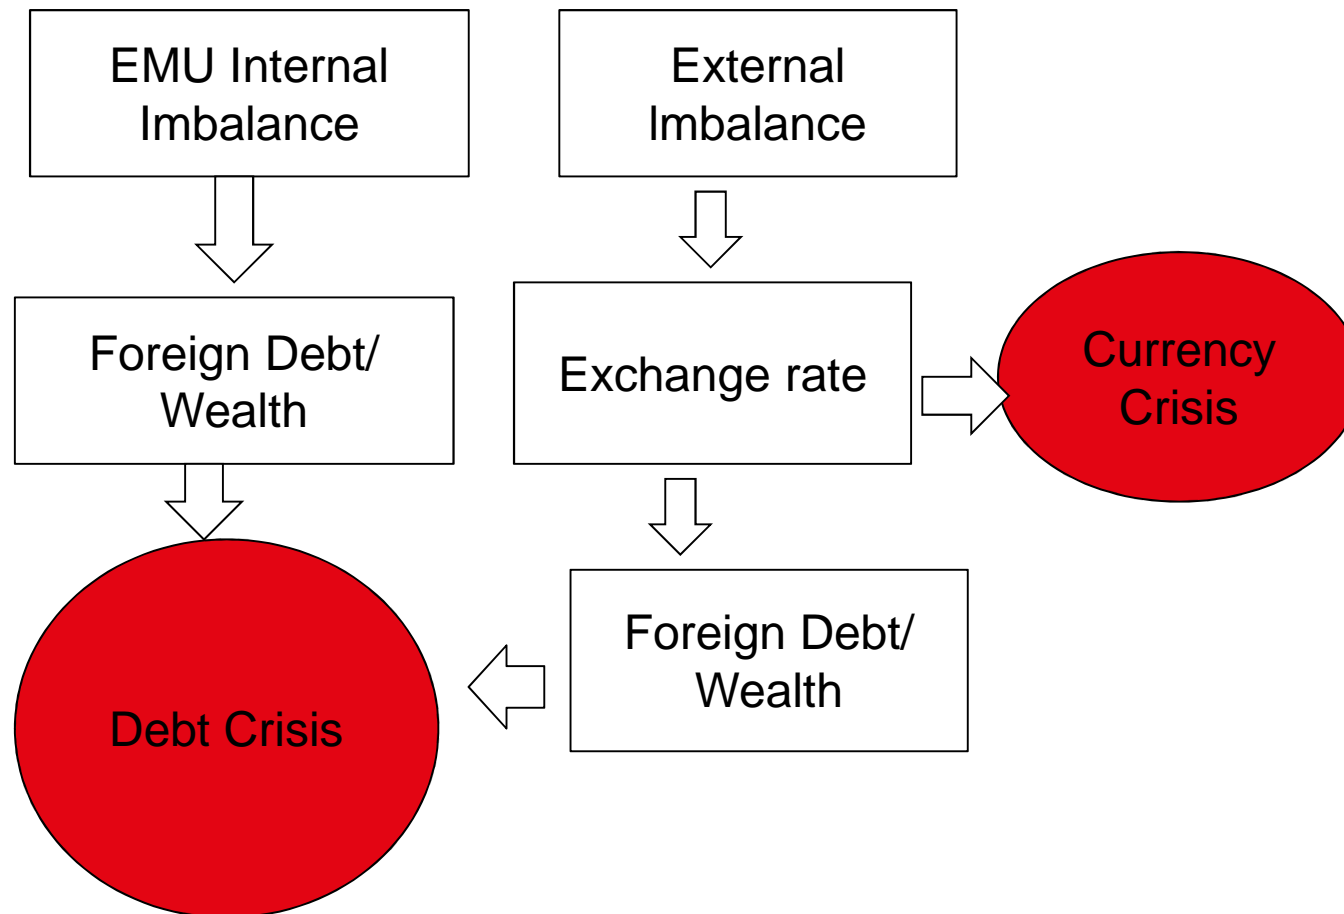 EMU Internal
Imbalance
External
Imbalance
Foreign Debt/
Wealth
Exchange rate
Currency
Crisis
Foreign Debt/
Wealth
Debt Crisis